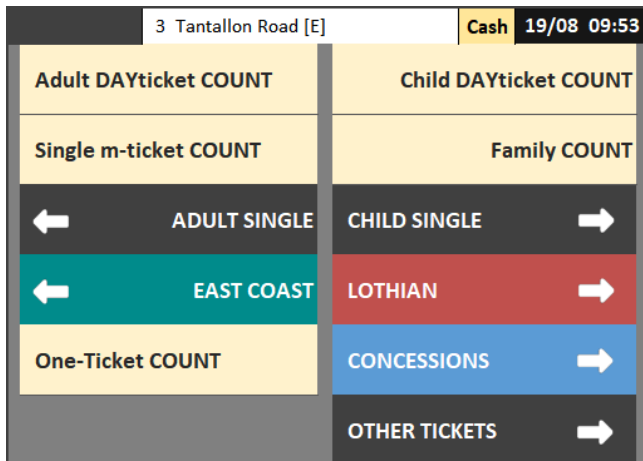 3 Tantallon Road [E] Cash 19/08 09:53
Adult DAYticket COUNT
Child DAYticket COUNT
Single m-ticket COUNT
Family COUNT
ADULT SINGLE
CHILD SINGLE
EAST COAST
LOTHIAN
One-Ticket COUNT
CONCESSIONS
OTHER TICKETS